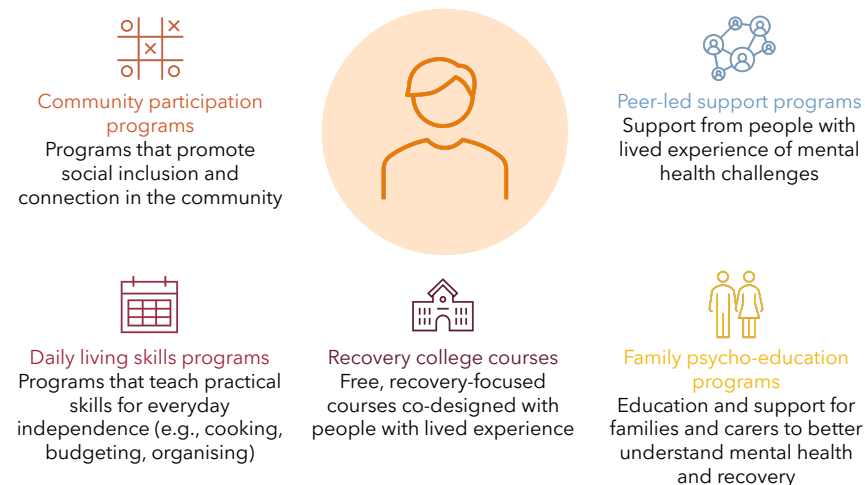 Community participation
programs
Programs that promote
social inclusion and
connection in the community
Peer-led support programs
Support from people with
lived experience of mental
health challenges
Daily living skills programs
Programs that teach practical
skills for everyday
independence (e.g., cooking,
budgeting, organising)
Recovery college courses
Free, recovery-focused
courses co-designed with
people with lived experience
Family psycho-education
programs
Education and support for
families and carers to better
understand mental health
and recovery